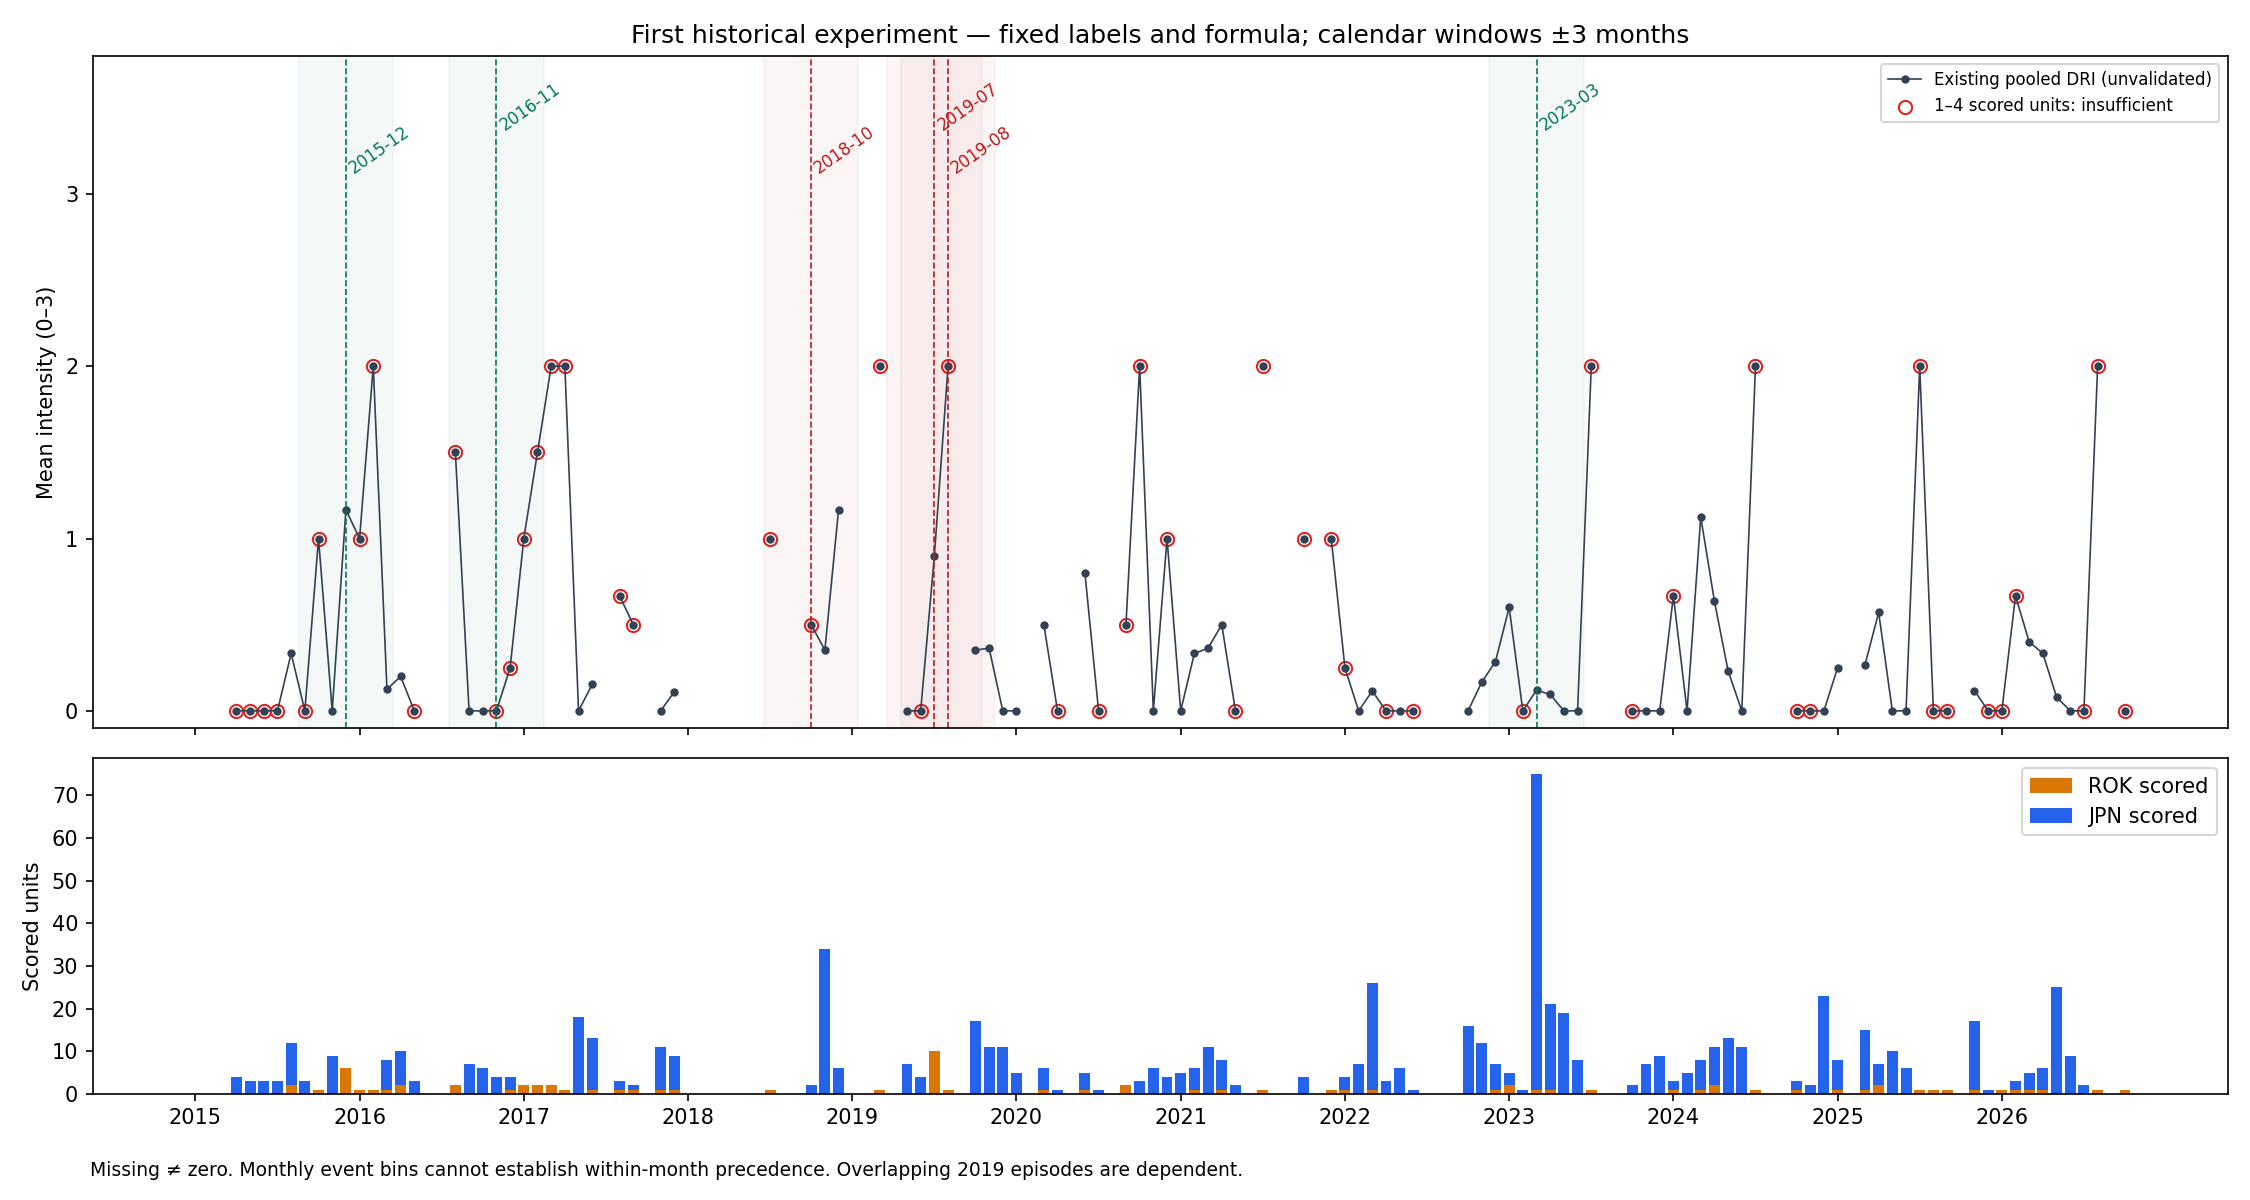 First historical experiment — fixed labels and formula; calendar windows ±3 months
Existing pooled DRI (unvalidated)
1–4 scored units: insufficient
2015-12
2016-11
2018-10
2019-07
2019-08
2023-03
Mean intensity (0–3)
3
2
1
0
ROK scored
JPN scored
Scored units
70
60
50
40
30
20
10
0
2015 2016 2017 2018 2019 2020 2021 2022 2023 2024 2025 2026
Missing ≠ zero. Monthly event bins cannot establish within-month precedence. Overlapping 2019 episodes are dependent.